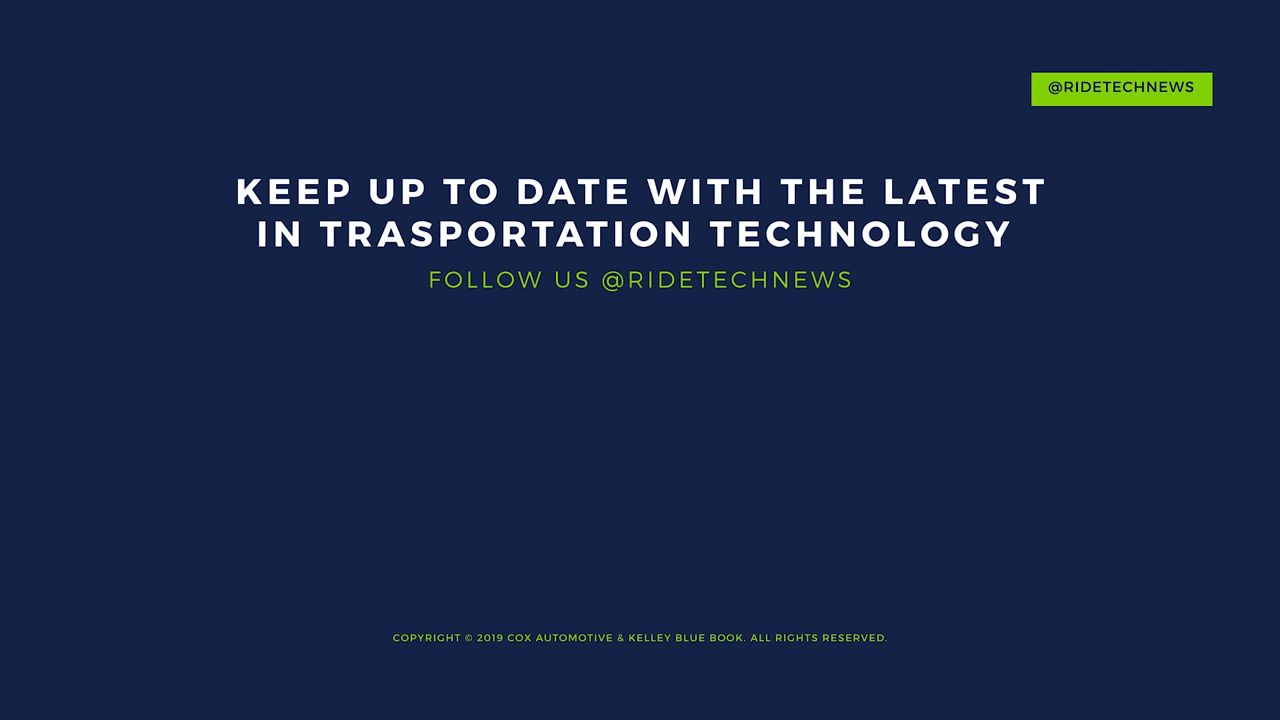 @RIDETECHNEWS
KEEP UP TO DATE WITH THE LATEST
IN TRASPORTATION TECHNOLOGY
FOLLOW US @RIDETECHNEWS
COPYRIGHT © 2019 COX AUTOMOTIVE & KELLEY BLUE BOOK. ALL RIGHTS RESERVED.